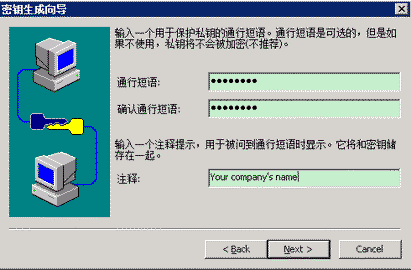 密钥生成向导
输入一个用于保护私钥的通行短语。通行短语是可选的，但是如
果不使用，私钥将不会被加密(不推荐)。
通行短语: ●●●●●●●●
确认通行短语: ●●●●●●●●
输入一个注释提示，用于被问到通行短语时显示。它将和密钥储
存在一起。
注释: Your company's name
< Back Next > Cancel